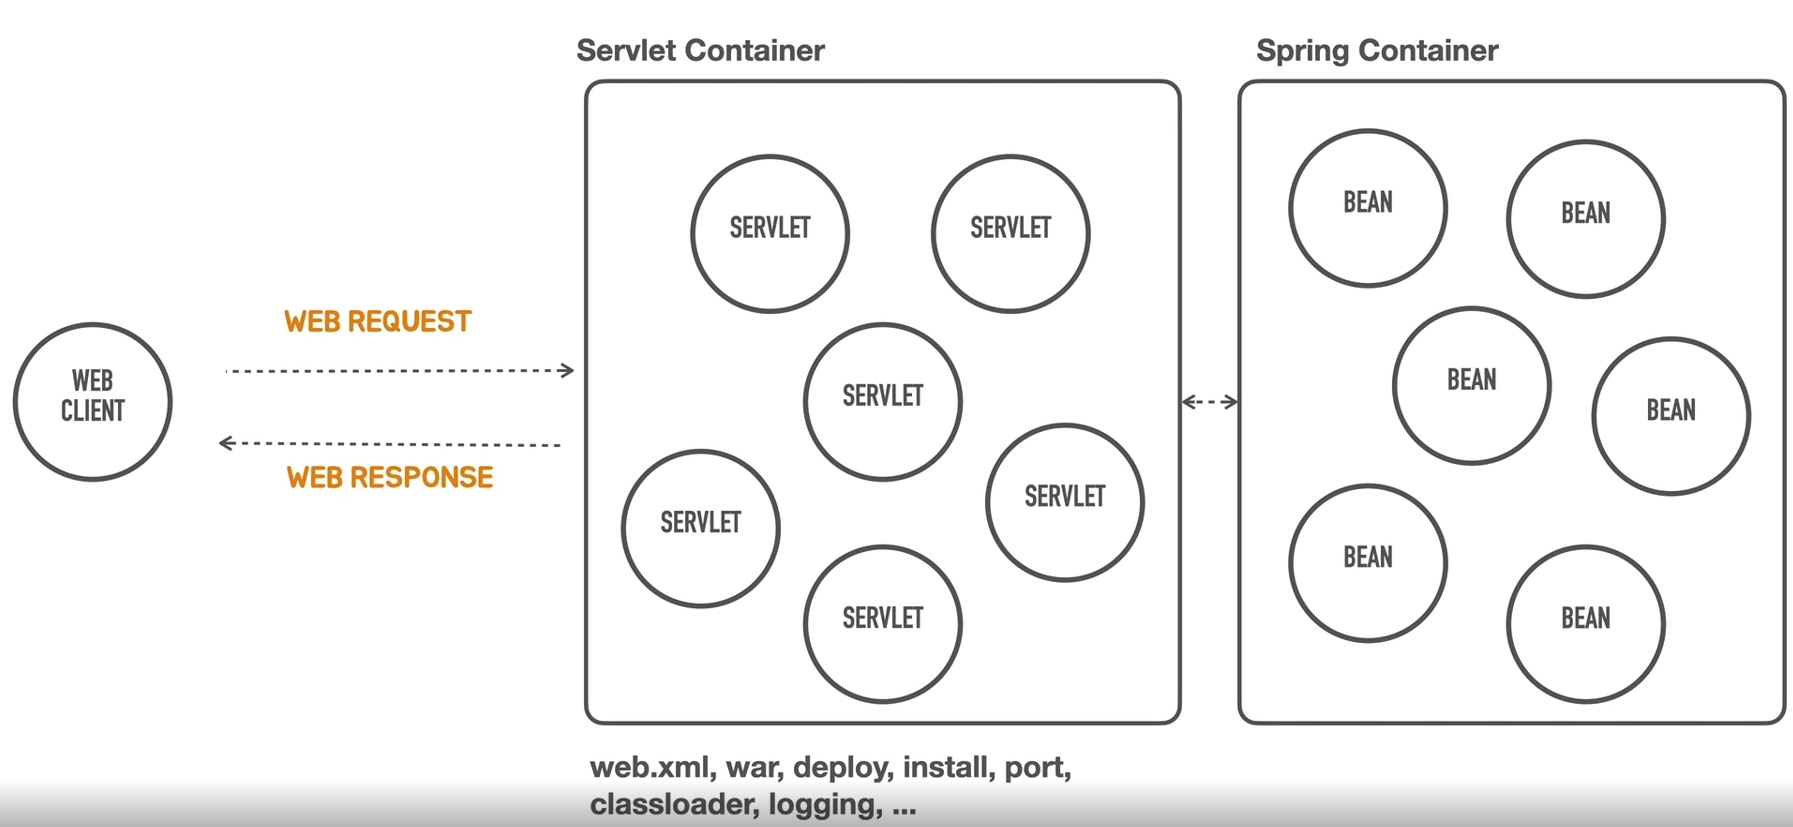 Servlet Container
Spring Container
SERVLET
SERVLET
BEAN
BEAN
WEB REQUEST
WEB
CLIENT
SERVLET
BEAN
BEAN
WEB RESPONSE
SERVLET
SERVLET
BEAN
SERVLET
BEAN
web.xml, war, deploy, install, port,
classloader, logging, ...